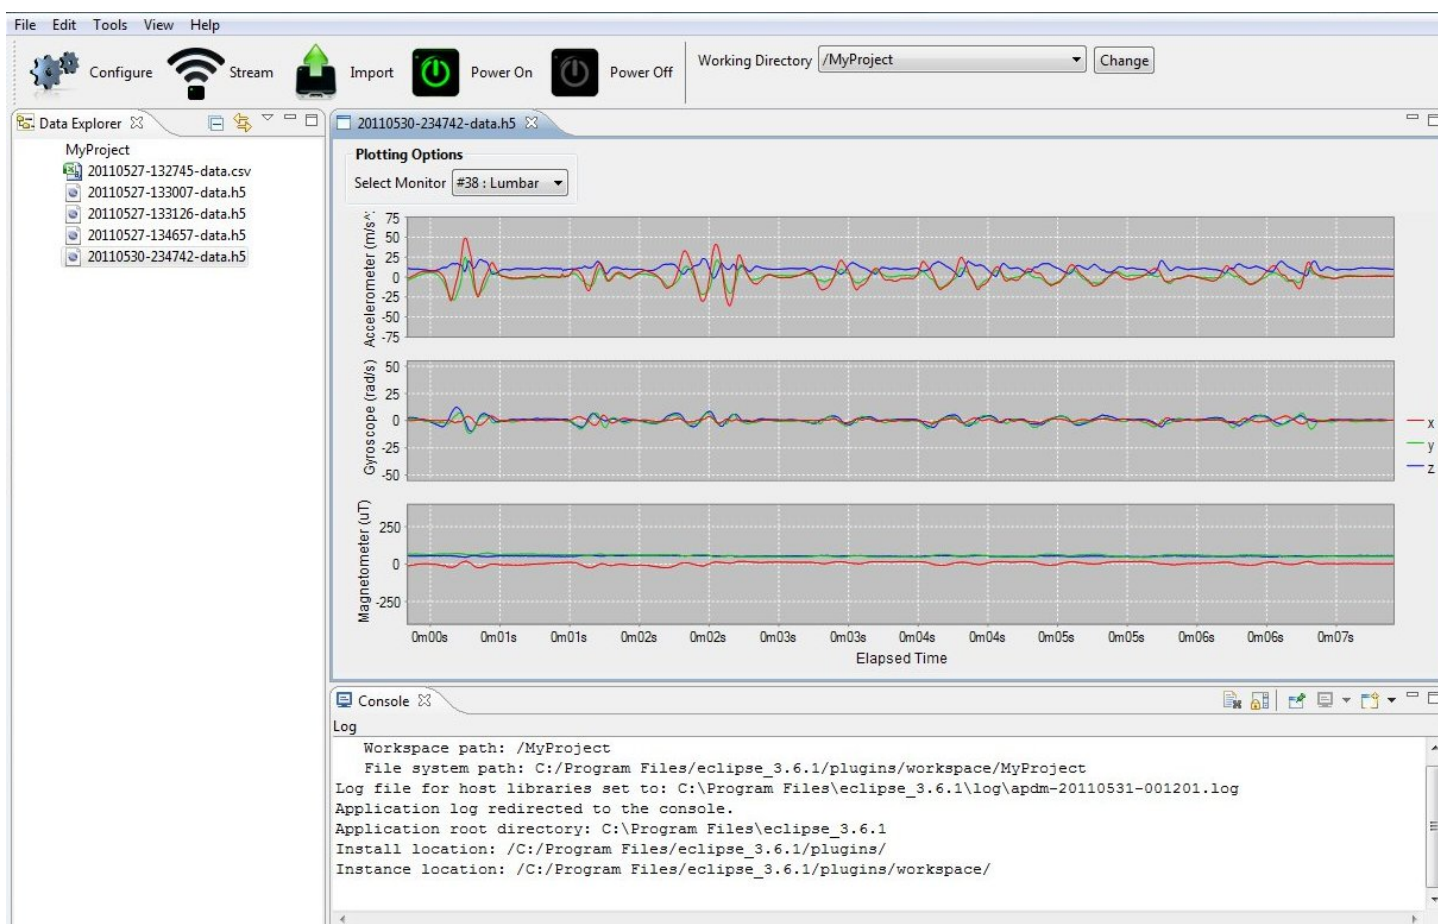 File Edit Tools View Help
Configure Stream Import Power On Power Off Working Directory /MyProject Change
Data Explorer
MyProject
20110527-132745-data.csv
20110527-133007-data.h5
20110527-133126-data.h5
20110527-134657-data.h5
20110530-234742-data.h5
20110530-234742-data.h5
Plotting Options
Select Monitor #38 : Lumbar
Accelerometer (m/s^
75
50
25
0
-25
-50
-75
Gyroscope (rad/s)
50
25
0
-25
-50
Magnetometer (uT)
250
0
-250
0m00s 0m01s 0m01s 0m02s 0m02s 0m03s 0m03s 0m04s 0m04s 0m05s 0m05s 0m06s 0m06s 0m07s
Elapsed Time
x
y
z
Console
Log
Workspace path: /MyProject
File system path: C:/Program Files/eclipse_3.6.1/plugins/workspace/MyProject
Log file for host libraries set to: C:\Program Files\eclipse_3.6.1\log\apdm-20110531-001201.log
Application log redirected to the console.
Application root directory: C:\Program Files\eclipse_3.6.1
Install location: /C:/Program Files/eclipse_3.6.1/plugins/
Instance location: /C:/Program Files/eclipse_3.6.1/plugins/workspace/